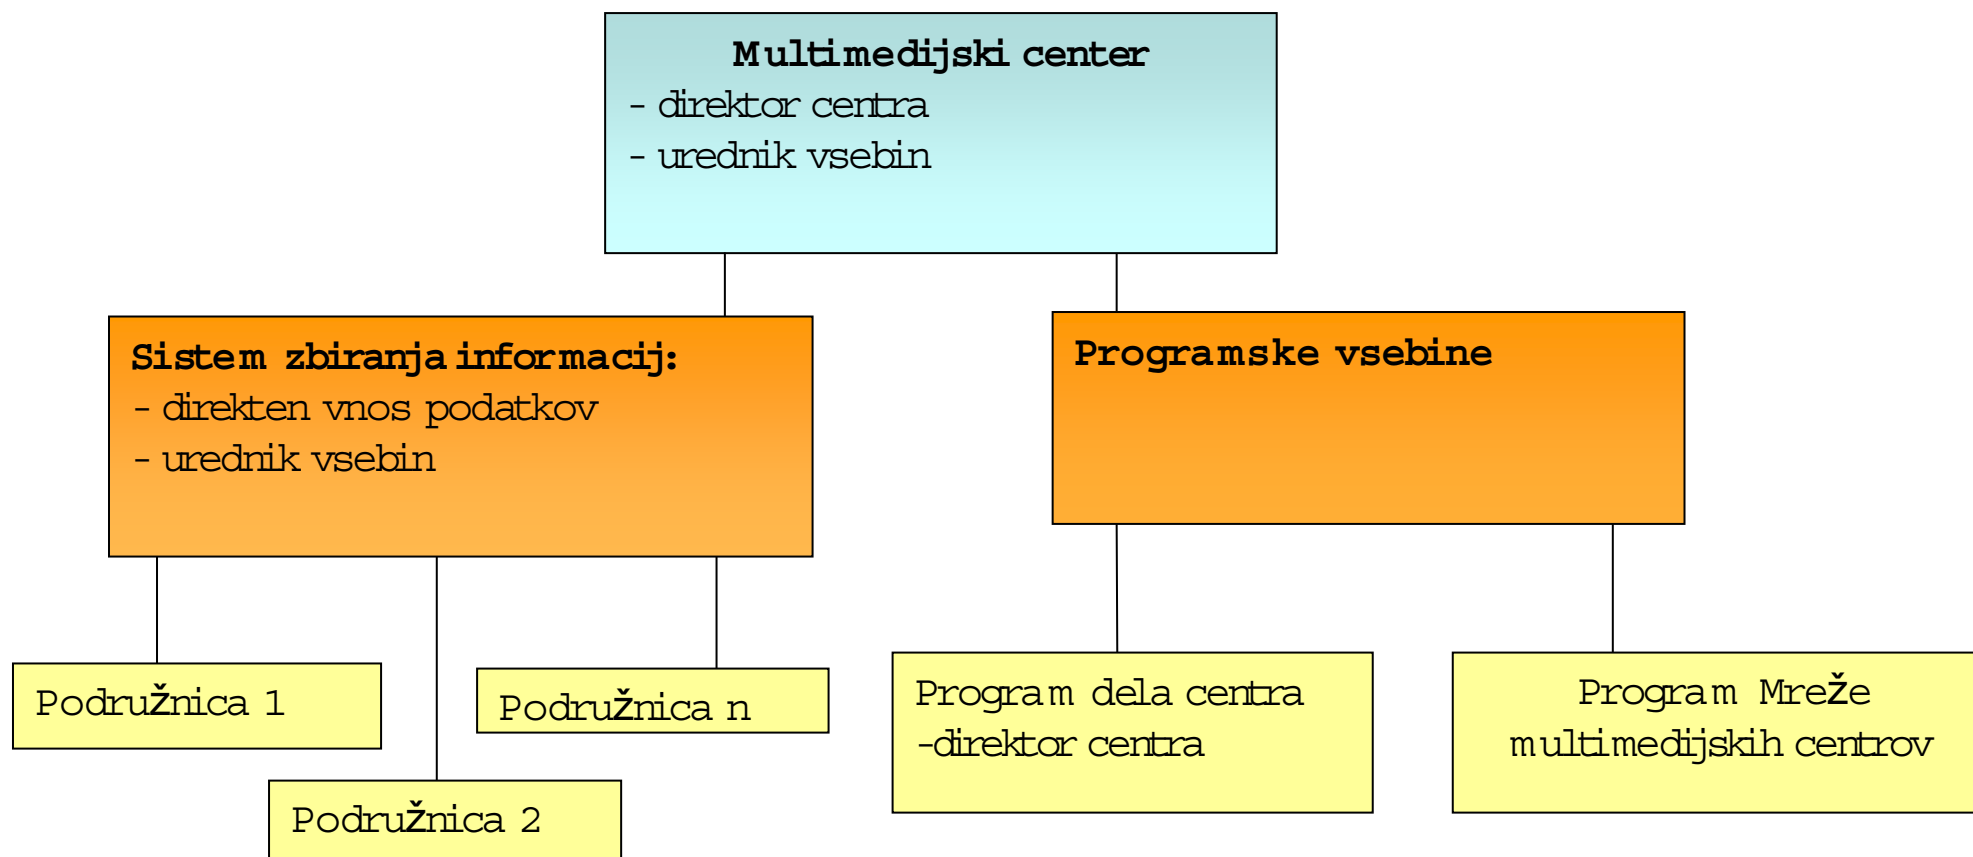 Multimedijski center
- direktor centra
- urednik vsebin
Sistem zbiranja informacij:
- direkten vnos podatkov
- urednik vsebin
Programske vsebine
Področnica 1
Podružnica 2
Podružnica n
Program dela centra
-direktor centra
Program Mreže
multimedijskih centrov